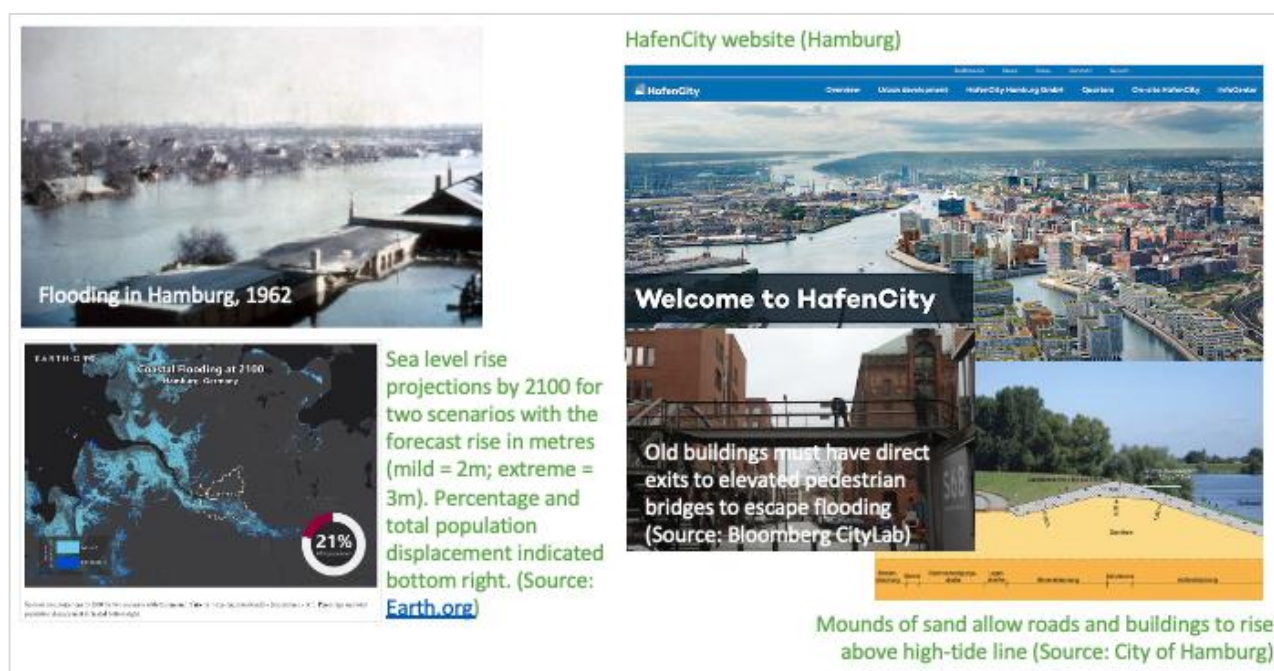 HafenCity website (Hamburg)
HafenCity
Overview Urban development HafenCity Hamburg GmbH Quarters On-site HafenCity InfoCenter
Flooding in Hamburg, 1962
Welcome to HafenCity
EARTH.ORG
Coastal Flooding at 2100
Hamburg, Germany
21%
Sea level rise
projections by 2100 for
two scenarios with the
forecast rise in metres
(mild = 2m; extreme =
3m). Percentage and
total population
displacement indicated
bottom right. (Source:
Earth.org)
Old buildings must have direct
exits to elevated pedestrian
bridges to escape flooding
(Source: Bloomberg CityLab)
Mounds of sand allow roads and buildings to rise
above high-tide line (Source: City of Hamburg)